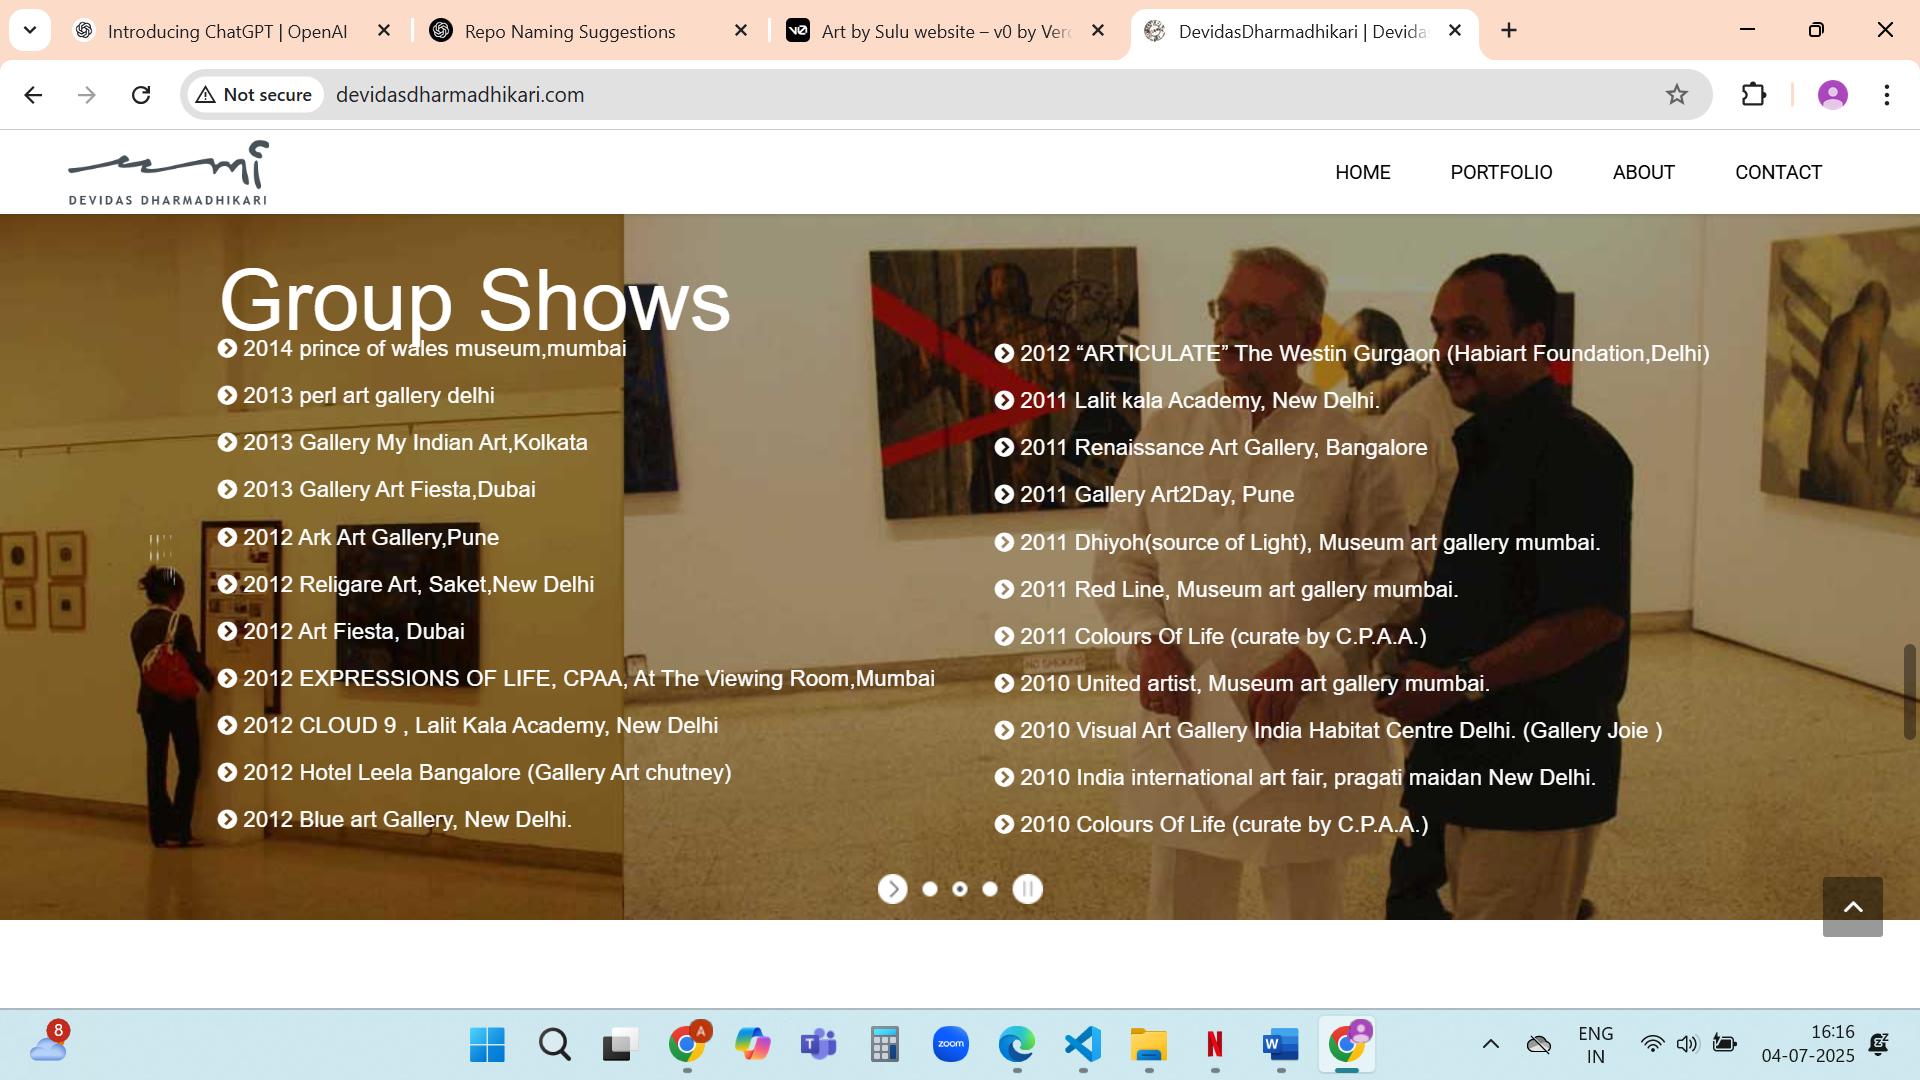 Introducing ChatGPT | OpenAI
Repo Naming Suggestions
Art by Sulu website – v0 by Verc
DevidasDharmadhikari | Devida
Not secure
devidasdharmadhikari.com
DEVIDAS DHARMADHIKARI
HOME PORTFOLIO ABOUT CONTACT
Group Shows
2014 prince of wales museum,mumbai
2013 perl art gallery delhi
2013 Gallery My Indian Art,Kolkata
2013 Gallery Art Fiesta,Dubai
2012 Ark Art Gallery,Pune
2012 Religare Art, Saket,New Delhi
2012 Art Fiesta, Dubai
2012 EXPRESSIONS OF LIFE, CPAA, At The Viewing Room,Mumbai
2012 CLOUD 9 , Lalit Kala Academy, New Delhi
2012 Hotel Leela Bangalore (Gallery Art chutney)
2012 Blue art Gallery, New Delhi.
2012 “ARTICULATE” The Westin Gurgaon (Habiart Foundation,Delhi)
2011 Lalit kala Academy, New Delhi.
2011 Renaissance Art Gallery, Bangalore
2011 Gallery Art2Day, Pune
2011 Dhiyoh(source of Light), Museum art gallery mumbai.
2011 Red Line, Museum art gallery mumbai.
2011 Colours Of Life (curate by C.P.A.A.)
2010 United artist, Museum art gallery mumbai.
2010 Visual Art Gallery India Habitat Centre Delhi. (Gallery Joie )
2010 India international art fair, pragati maidan New Delhi.
2010 Colours Of Life (curate by C.P.A.A.)
NO SMOKING
8
A
zoom
ENG
IN
16:16
04-07-2025